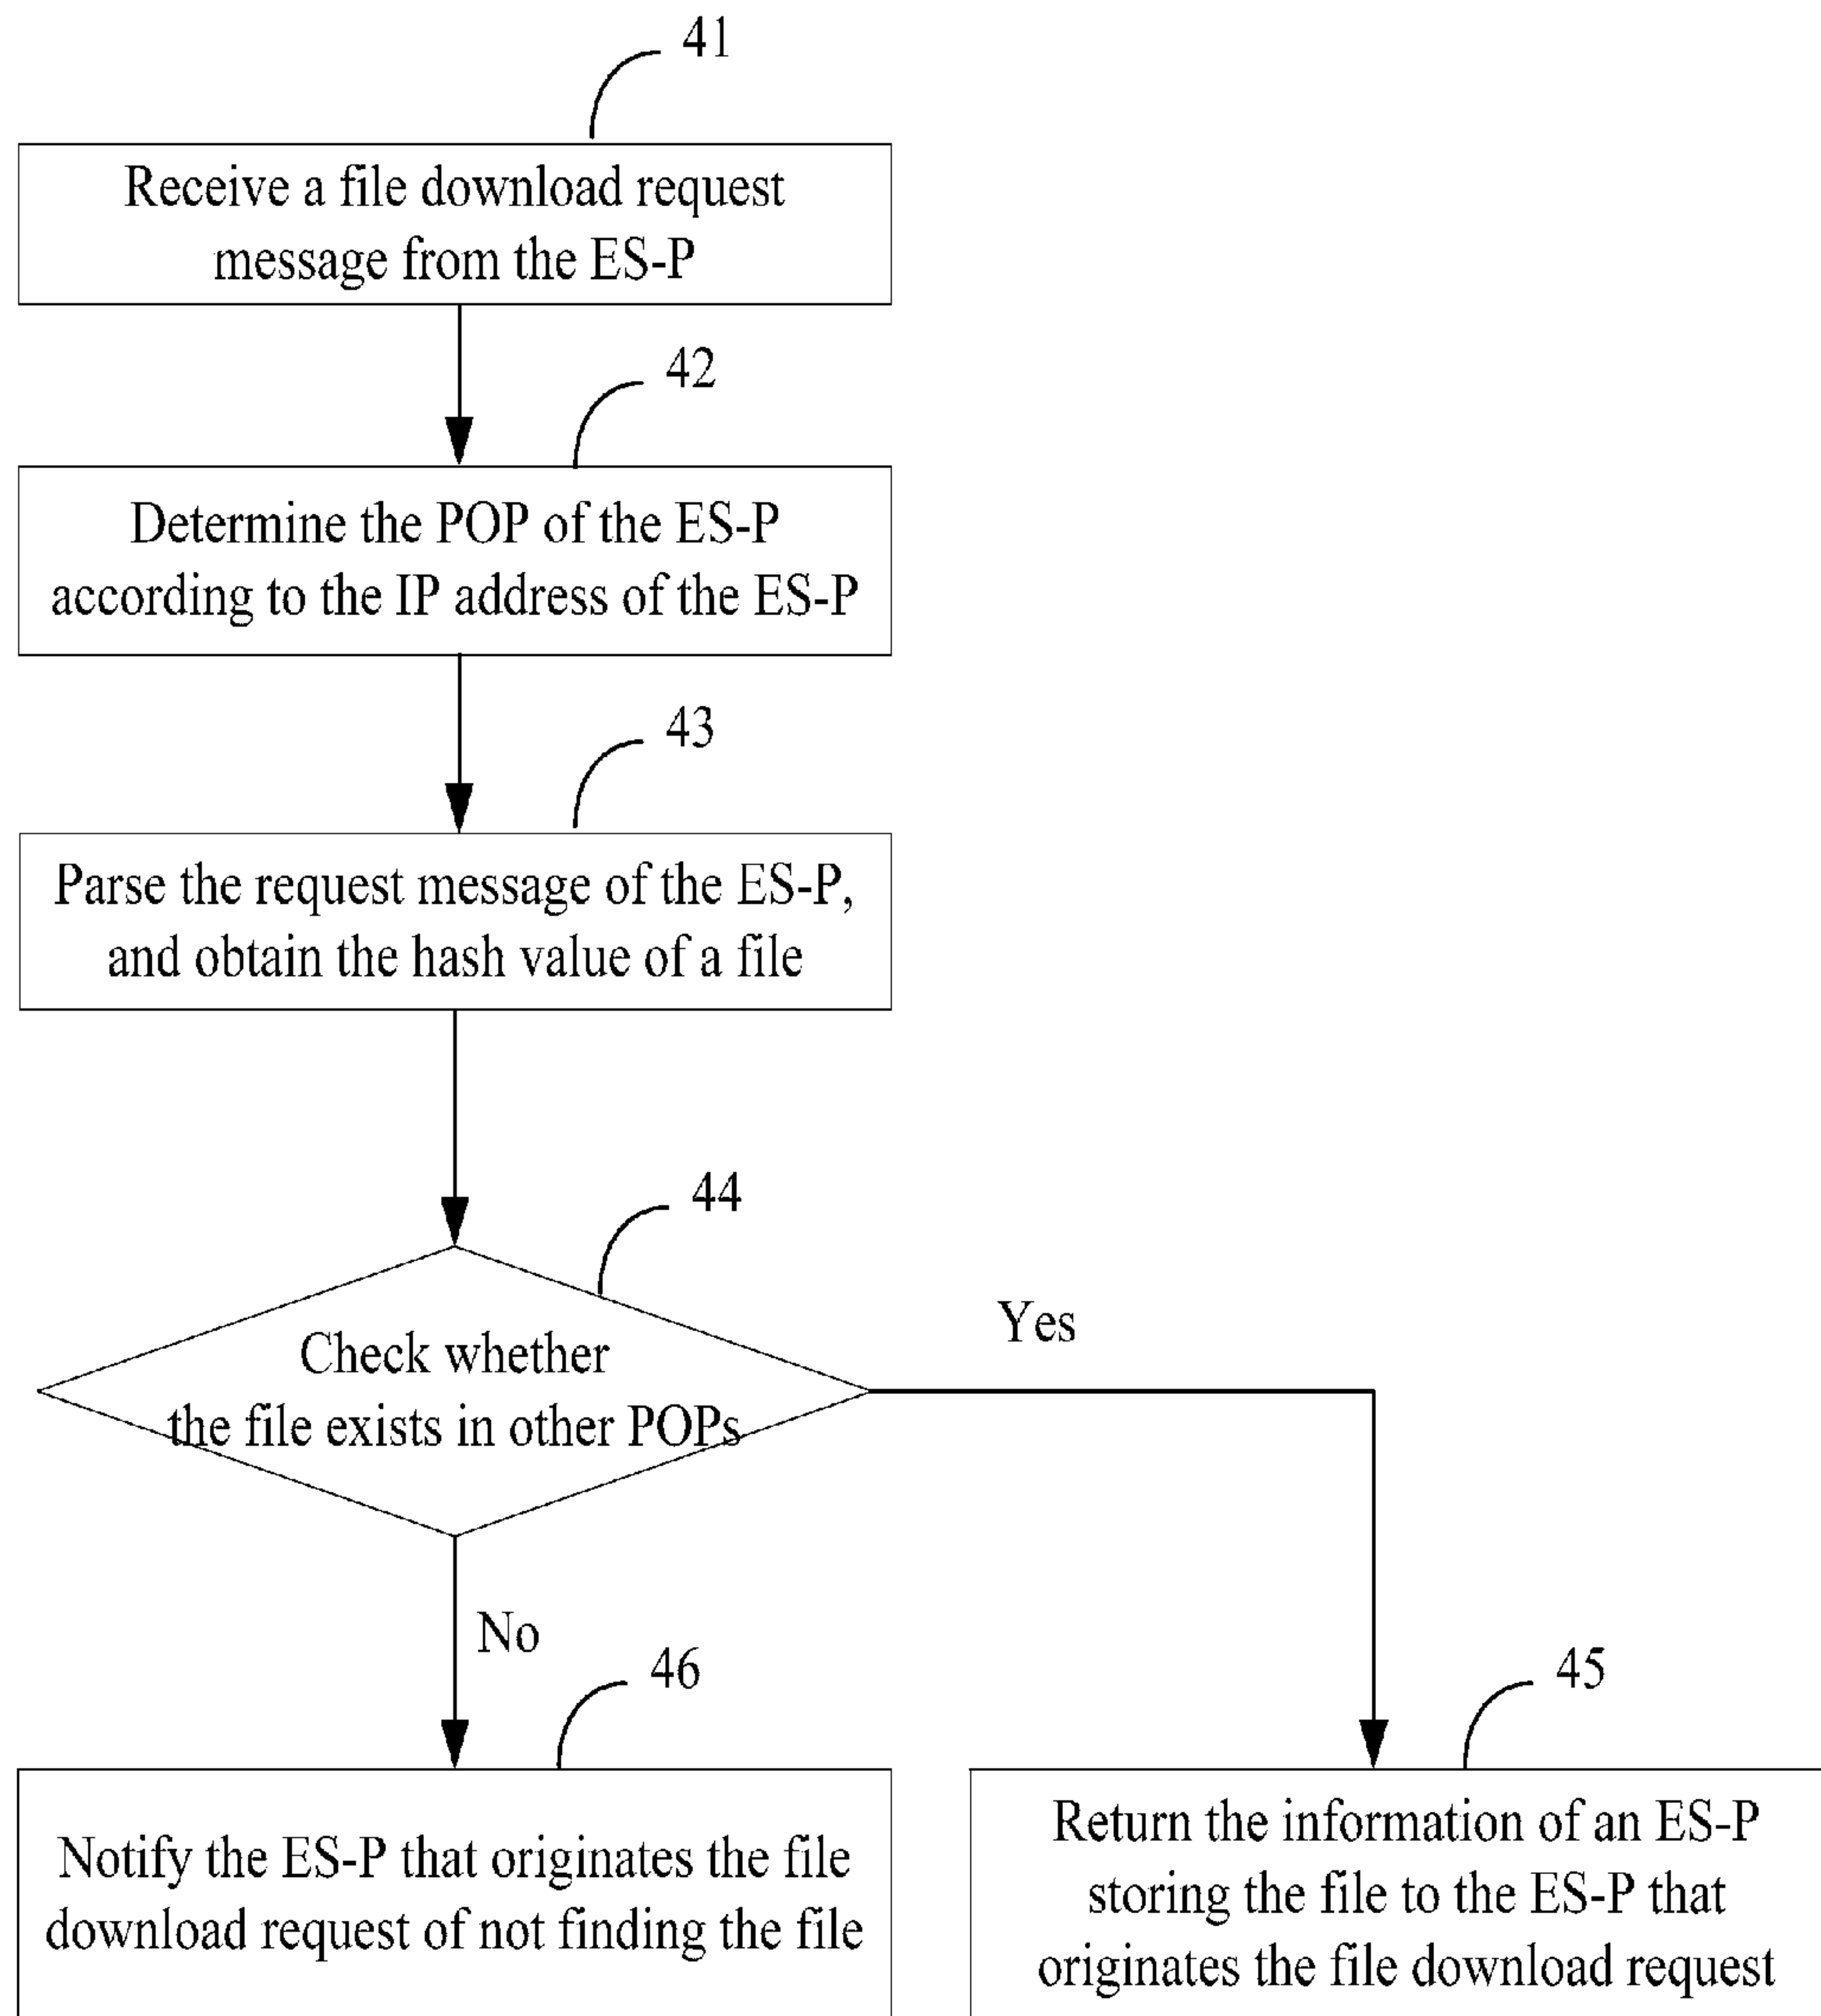 41
Receive a file download request
message from the ES-P
42
Determine the POP of the ES-P
according to the IP address of the ES-P
43
Parse the request message of the ES-P,
and obtain the hash value of a file
44
Check whether
the file exists in other POPs
Yes
No
46
Notify the ES-P that originates the file
download request of not finding the file
45
Return the information of an ES-P
storing the file to the ES-P that
originates the file download request